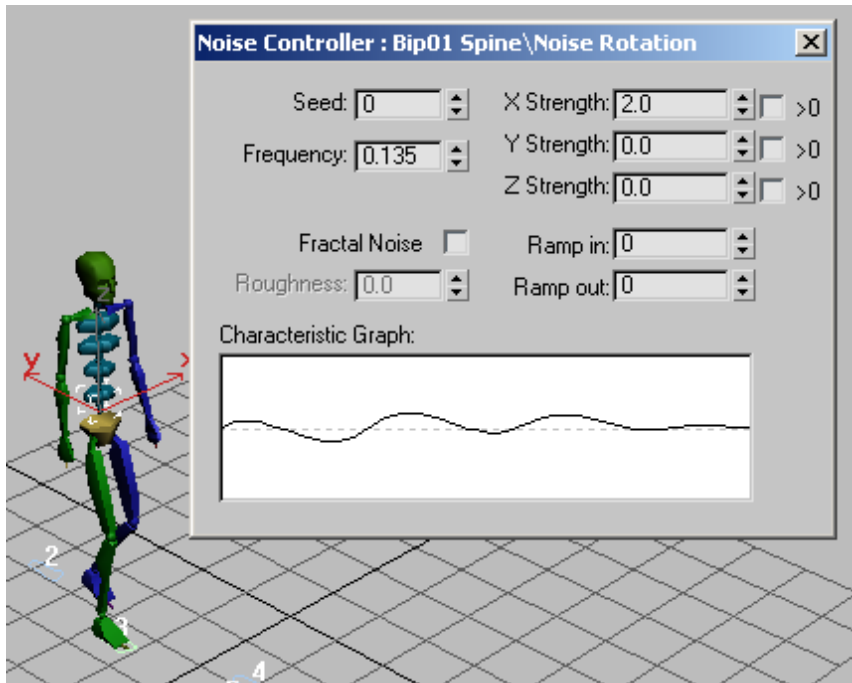 Noise Controller : Bip01 Spine\Noise Rotation
Seed: 0
X Strength: 2.0 >0
Frequency: 0.135
Y Strength: 0.0 >0
Z Strength: 0.0 >0
Fractal Noise
Ramp in: 0
Roughness: 0.0
Ramp out: 0
Characteristic Graph:
z
y
x
2
3
4